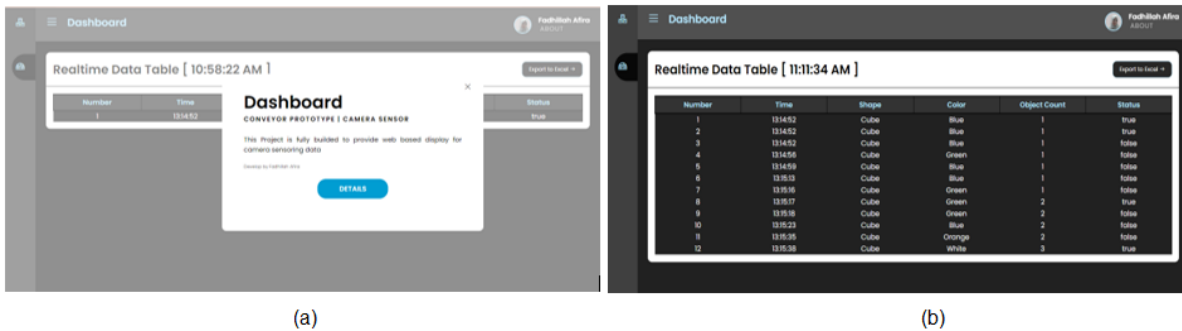 Dashboard
Fadhillah Afira
ABOUT
Realtime Data Table [ 10:58:22 AM ]
Export to Excel →
Number Time Status
1 13:14:52 true
×
Dashboard
CONVEYOR PROTOTYPE | CAMERA SENSOR
This Project is fully builded to provide web based display for
camera sensoring data
Develop by Fadhillah Afira
DETAILS
(a)
Dashboard
Fadhillah Afira
ABOUT
Realtime Data Table [ 11:11:34 AM ]
Export to Excel →
Number Time Shape Color Object Count Status
1 13:14:52 Cube Blue 1 true
2 13:14:52 Cube Blue 1 true
3 13:14:52 Cube Blue 1 false
4 13:14:56 Cube Green 1 false
5 13:14:59 Cube Blue 1 false
6 13:15:13 Cube Blue 1 false
7 13:15:16 Cube Green 1 false
8 13:15:17 Cube Green 2 true
9 13:15:18 Cube Green 2 false
10 13:15:23 Cube Blue 2 false
11 13:15:35 Cube Orange 2 false
12 13:15:38 Cube White 3 true
(b)